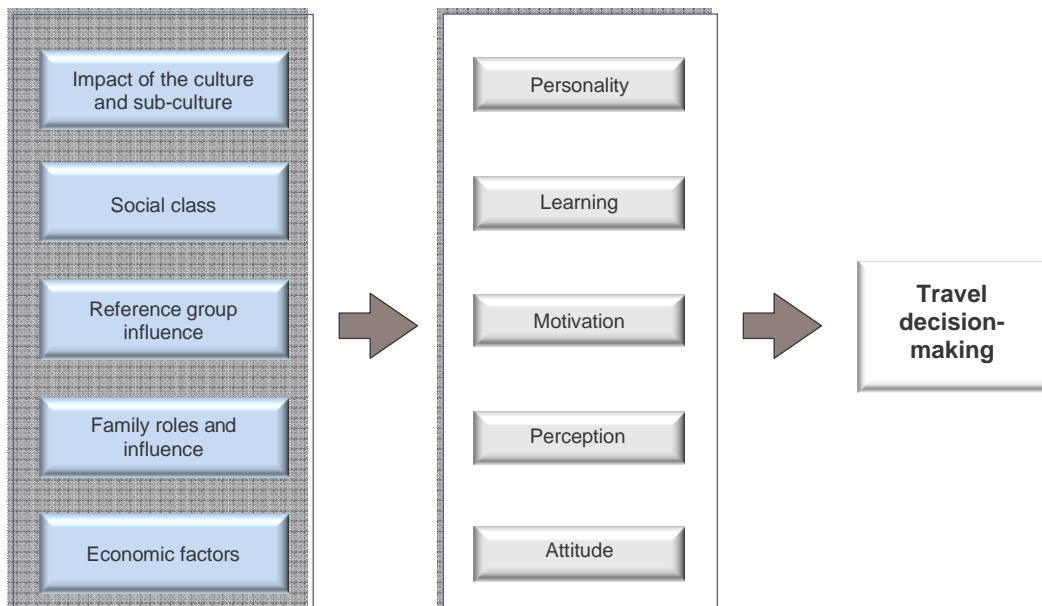 Impact of the culture
and sub-culture
Social class
Reference group
influence
Family roles and
influence
Economic factors
Personality
Learning
Motivation
Perception
Attitude
Travel
decision-
making